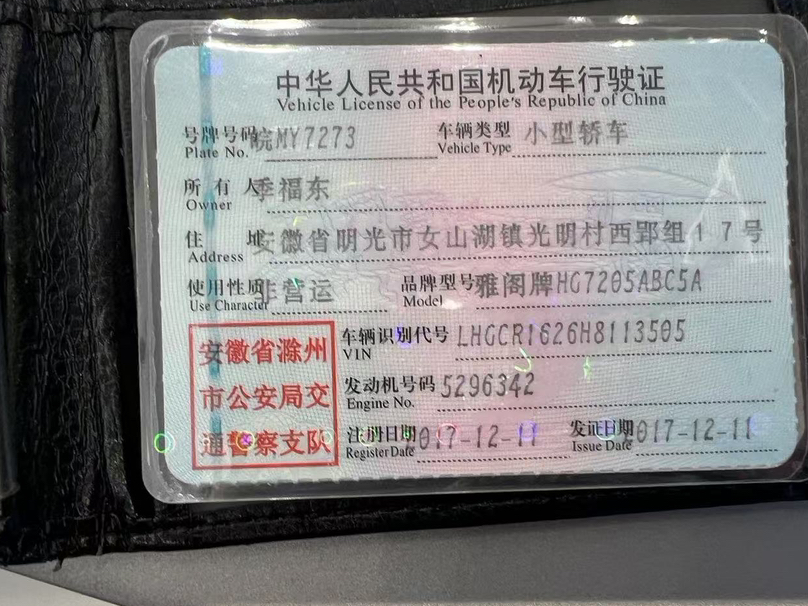 中华人民共和国机动车行驶证
Vehicle License of the People's Republic of China
号牌号码 皖MY7273 车辆类型 小型轿车
Plate No. Vehicle Type
所有人 季福东
Owner
住址 安徽省明光市女山湖镇光明村西郢组17号
Address
使用性质 非营运 品牌型号 雅阁牌HG7205ABC5A
Use Character Model
安徽省滁州 车辆识别代号 LHGCR1626H8113505
VIN
市公安局交 发动机号码 5296342
Engine No.
通警察支队 注册日期 2017-12-11 发证日期 2017-12-11
Register Date Issue Date